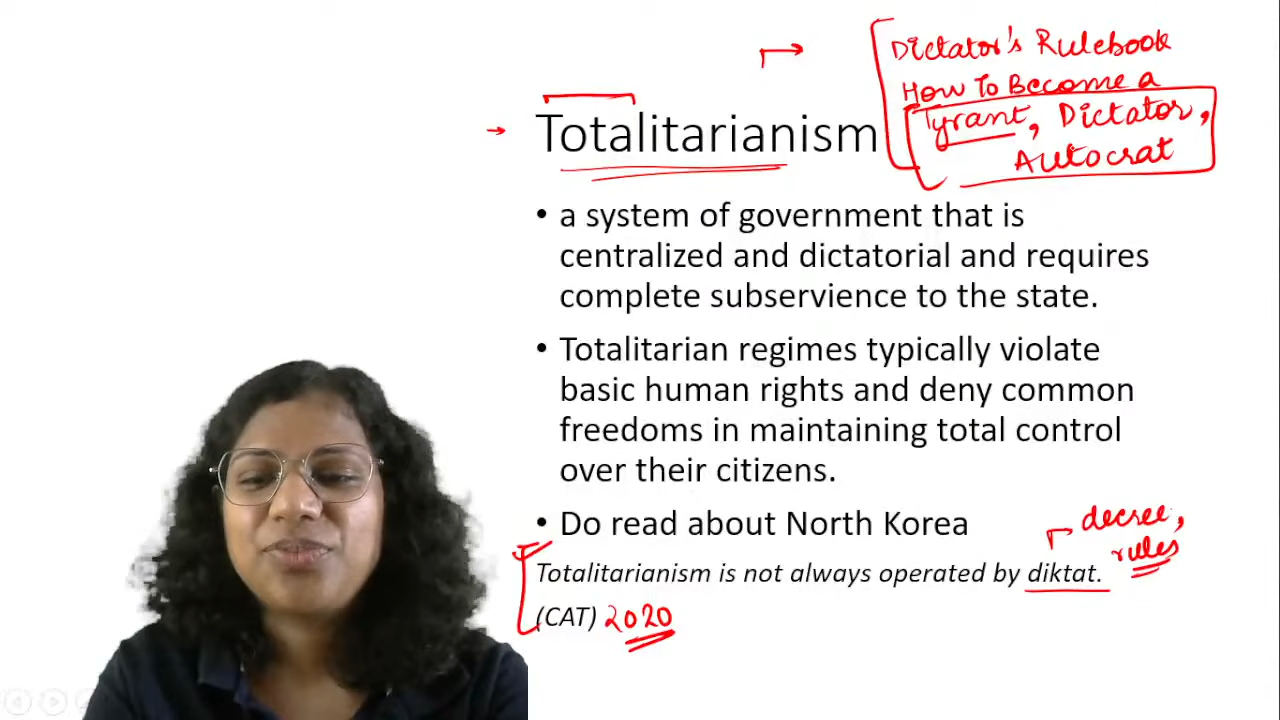 Dictator's Rulebook
How To Become a
Tyrant, Dictator,
Autocrat
Totalitarianism
• a system of government that is
centralized and dictatorial and requires
complete subservience to the state.
• Totalitarian regimes typically violate
basic human rights and deny common
freedoms in maintaining total control
over their citizens.
• Do read about North Korea
decree,
rules
Totalitarianism is not always operated by diktat.
(CAT) 2020